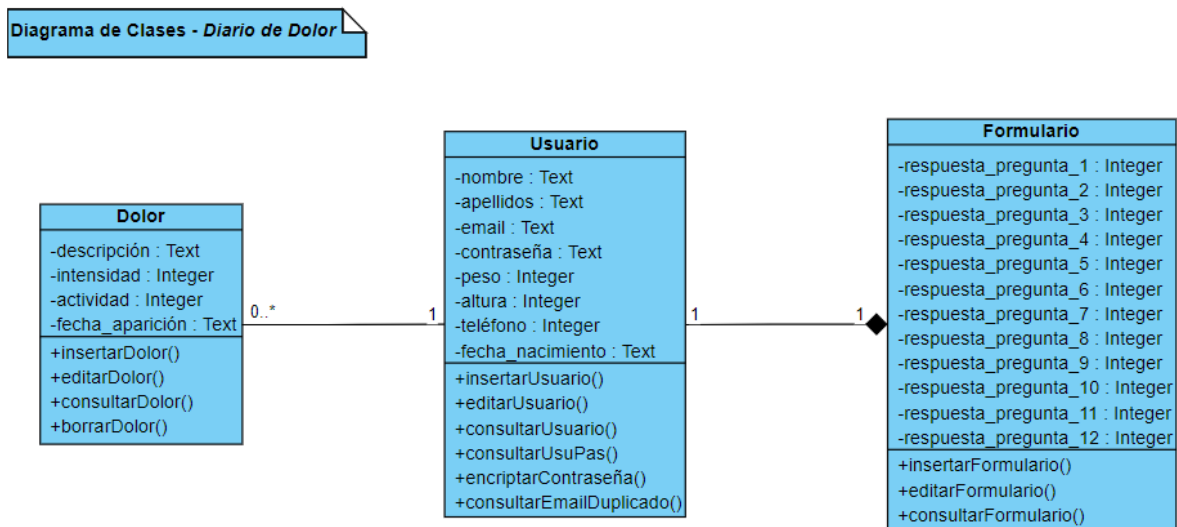 Diagrama de Clases - Diario de Dolor
Dolor
-descripción : Text
-intensidad : Integer
-actividad : Integer
-fecha_aparición : Text
+insertarDolor()
+editarDolor()
+consultarDolor()
+borrarDolor()
0..*
1
Usuario
-nombre : Text
-apellidos : Text
-email : Text
-contraseña : Text
-peso : Integer
-altura : Integer
-teléfono : Integer
-fecha_nacimiento : Text
+insertarUsuario()
+editarUsuario()
+consultarUsuario()
+consultarUsuPas()
+encriptarContraseña()
+consultarEmailDuplicado()
1
1
Formulario
-respuesta_pregunta_1 : Integer
-respuesta_pregunta_2 : Integer
-respuesta_pregunta_3 : Integer
-respuesta_pregunta_4 : Integer
-respuesta_pregunta_5 : Integer
-respuesta_pregunta_6 : Integer
-respuesta_pregunta_7 : Integer
-respuesta_pregunta_8 : Integer
-respuesta_pregunta_9 : Integer
-respuesta_pregunta_10 : Integer
-respuesta_pregunta_11 : Integer
-respuesta_pregunta_12 : Integer
+insertarFormulario()
+editarFormulario()
+consultarFormulario()